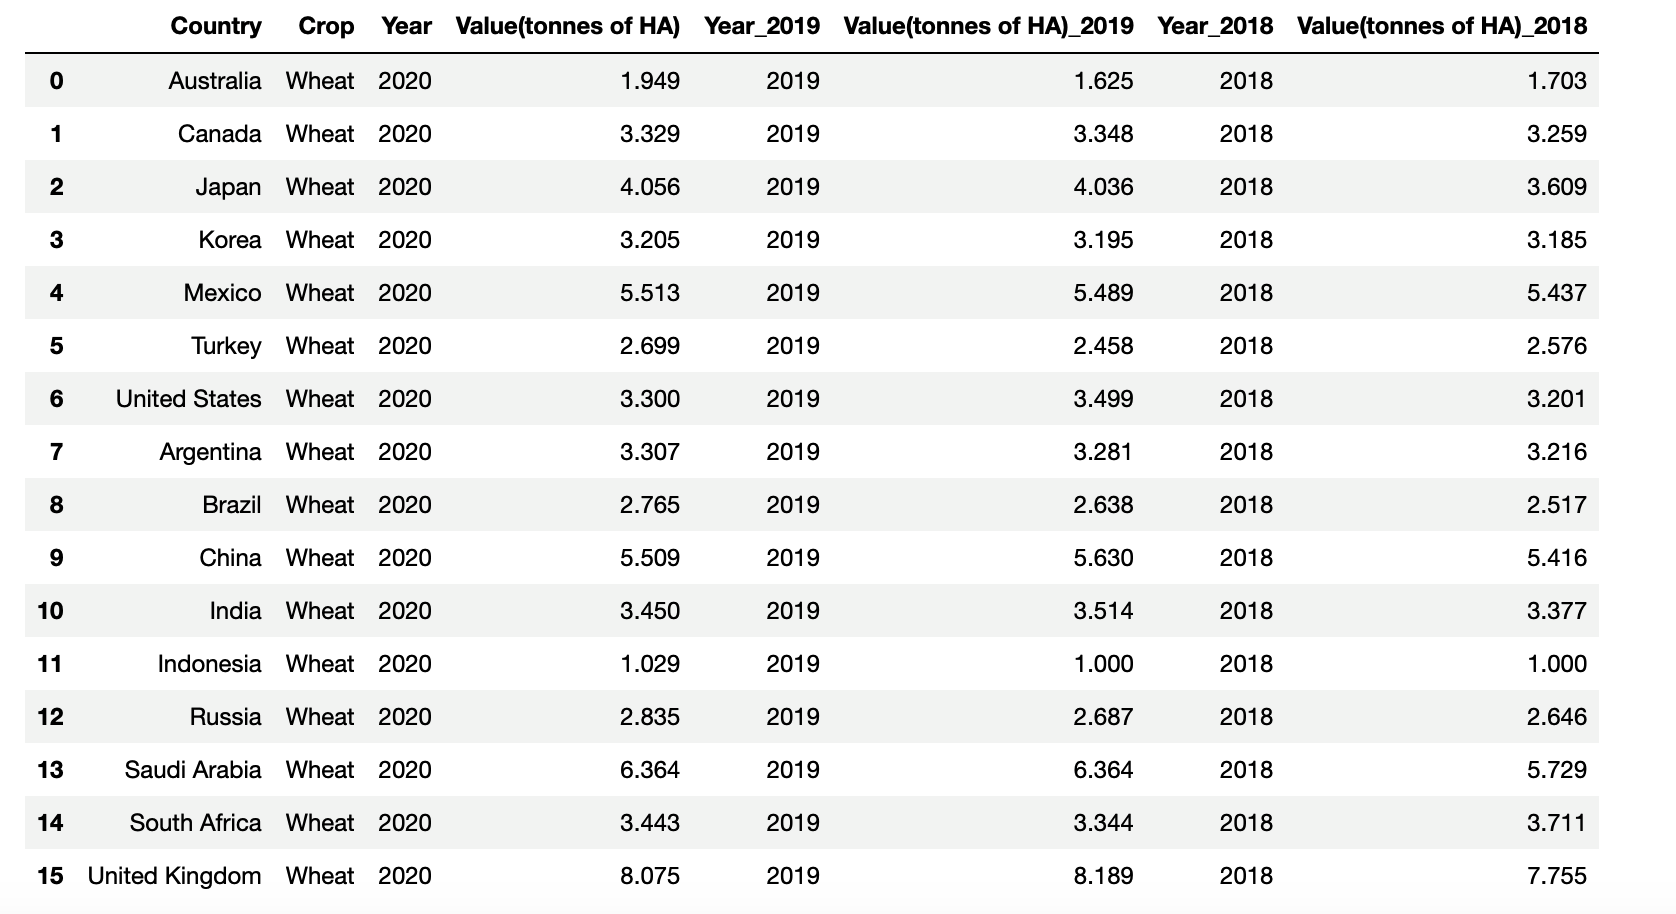 Country Crop Year Value(tonnes of HA) Year_2019 Value(tonnes of HA)_2019 Year_2018 Value(tonnes of HA)_2018
0 Australia Wheat 2020 1.949 2019 1.625 2018 1.703
1 Canada Wheat 2020 3.329 2019 3.348 2018 3.259
2 Japan Wheat 2020 4.056 2019 4.036 2018 3.609
3 Korea Wheat 2020 3.205 2019 3.195 2018 3.185
4 Mexico Wheat 2020 5.513 2019 5.489 2018 5.437
5 Turkey Wheat 2020 2.699 2019 2.458 2018 2.576
6 United States Wheat 2020 3.300 2019 3.499 2018 3.201
7 Argentina Wheat 2020 3.307 2019 3.281 2018 3.216
8 Brazil Wheat 2020 2.765 2019 2.638 2018 2.517
9 China Wheat 2020 5.509 2019 5.630 2018 5.416
10 India Wheat 2020 3.450 2019 3.514 2018 3.377
11 Indonesia Wheat 2020 1.029 2019 1.000 2018 1.000
12 Russia Wheat 2020 2.835 2019 2.687 2018 2.646
13 Saudi Arabia Wheat 2020 6.364 2019 6.364 2018 5.729
14 South Africa Wheat 2020 3.443 2019 3.344 2018 3.711
15 United Kingdom Wheat 2020 8.075 2019 8.189 2018 7.755